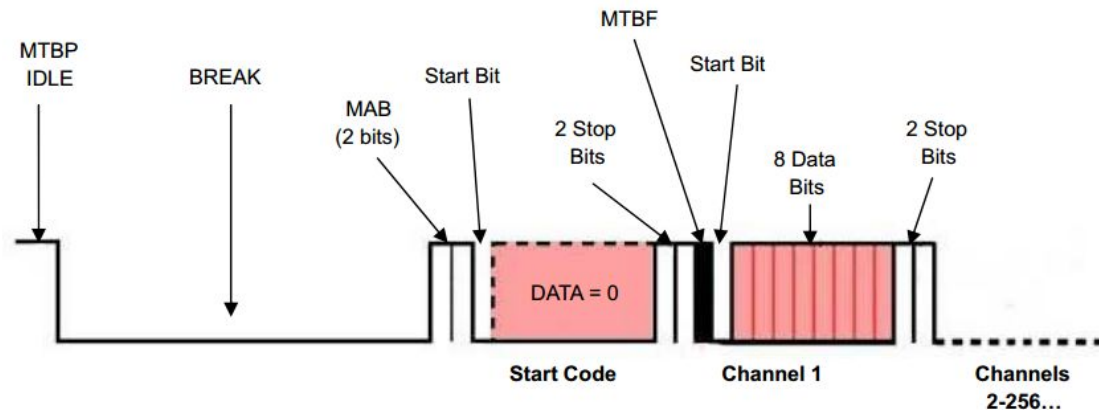 MTBP
IDLE
BREAK
MAB
(2 bits)
Start Bit
2 Stop
Bits
MTBF
Start Bit
8 Data
Bits
2 Stop
Bits
DATA = 0
Start Code
Channel 1
Channels
2-256...